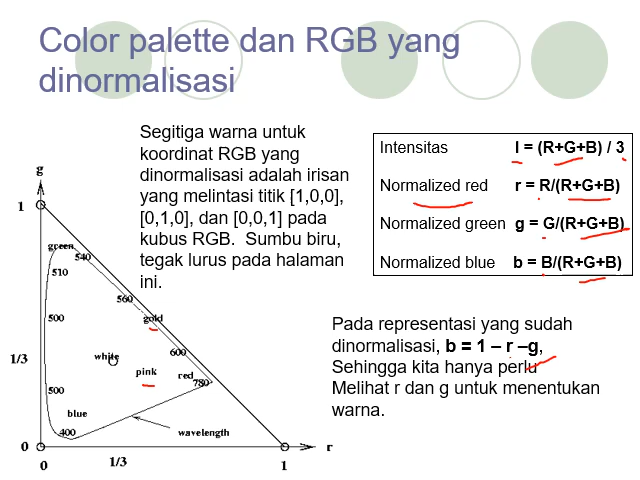 Color palette dan RGB yang
dinormalisasi
Segitiga warna untuk
koordinat RGB yang
dinormalisasi adalah irisan
yang melintasi titik [1,0,0],
[0,1,0], dan [0,0,1] pada
kubus RGB. Sumbu biru,
tegak lurus pada halaman
ini.
Intensitas I = (R+G+B) / 3
Normalized red r = R/(R+G+B)
Normalized green g = G/(R+G+B)
Normalized blue b = B/(R+G+B)
Pada representasi yang sudah
dinormalisasi, b = 1 – r –g,
Sehingga kita hanya perlu
Melihat r dan g untuk menentukan
warna.
g
1
green
540
510
560
500
gold
600
1/3
white
pink
red
780
500
blue
400
wavelength
0
r
0
1/3
1